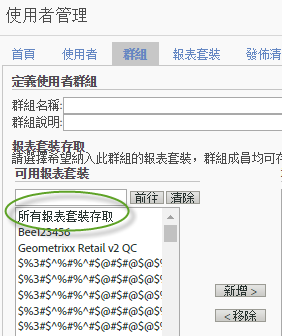 使用者管理
首頁 使用者 群組 報表套裝 發佈清
定義使用者群組
群組名稱:
群組說明:
報表套裝存取
請選擇希望納入此群組的報表套裝，群組成員均可存
可用報表套裝
前往 清除
所有報表套裝存取
Beel23456
Geometrixx Retail v2 QC
$%3#$^%#%^#$@#$#@$@$%
$%3#$^%#%^#$@#$#@$@$%
$%3#$^%#%^#$@#$#@$@$%
$%3#$^%#%^#$@#$#@$@$%
新增 >
< 移除